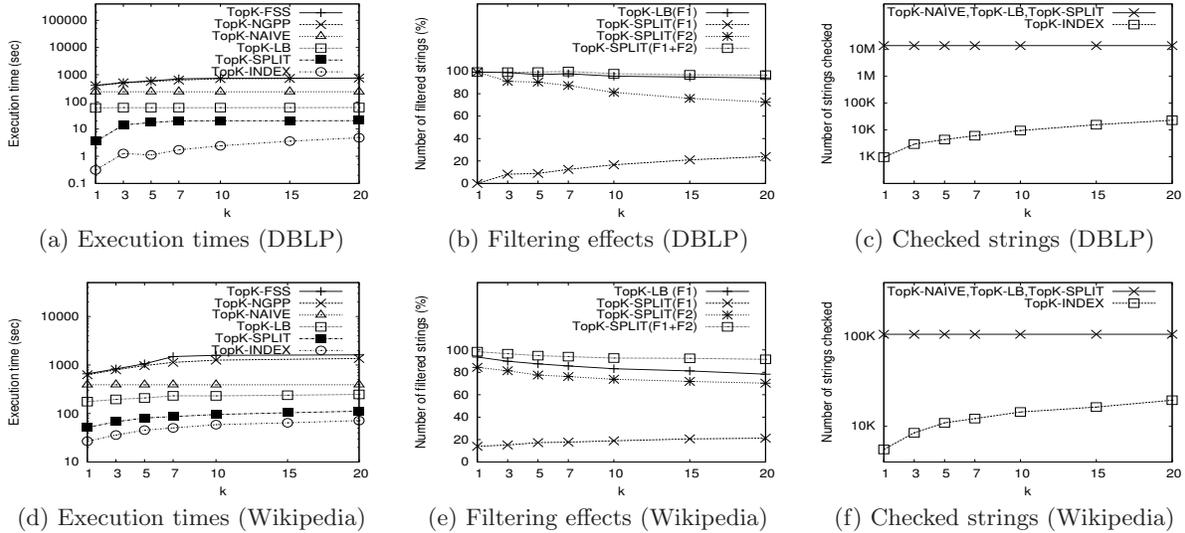 TopK-FSS
TopK-NGPP
TopK-NAIVE
TopK-LB
TopK-SPLIT
TopK-INDEX
Execution time (sec)
100000
10000
1000
100
10
1
0.1
1 3 5 7 10 15 20
k
(a) Execution times (DBLP)
TopK-LB(F1)
TopK-SPLIT(F1)
TopK-SPLIT(F2)
TopK-SPLIT(F1+F2)
Number of filtered strings (%)
100
80
60
40
20
0
1 3 5 7 10 15 20
k
(b) Filtering effects (DBLP)
TopK-NAIVE,TopK-LB,TopK-SPLIT
TopK-INDEX
Number of strings checked
10M
1M
100K
10K
1K
1 3 5 7 10 15 20
k
(c) Checked strings (DBLP)
TopK-FSS
TopK-NGPP
TopK-NAIVE
TopK-LB
TopK-SPLIT
TopK-INDEX
Execution time (sec)
10000
1000
100
10
1 3 5 7 10 15 20
k
(d) Execution times (Wikipedia)
TopK-LB (F1)
TopK-SPLIT(F1)
TopK-SPLIT(F2)
TopK-SPLIT(F1+F2)
Number of filtered strings (%)
100
80
60
40
20
0
1 3 5 7 10 15 20
k
(e) Filtering effects (Wikipedia)
TopK-NAIVE,TopK-LB,TopK-SPLIT
TopK-INDEX
Number of strings checked
100K
10K
1 3 5 7 10 15 20
k
(f) Checked strings (Wikipedia)